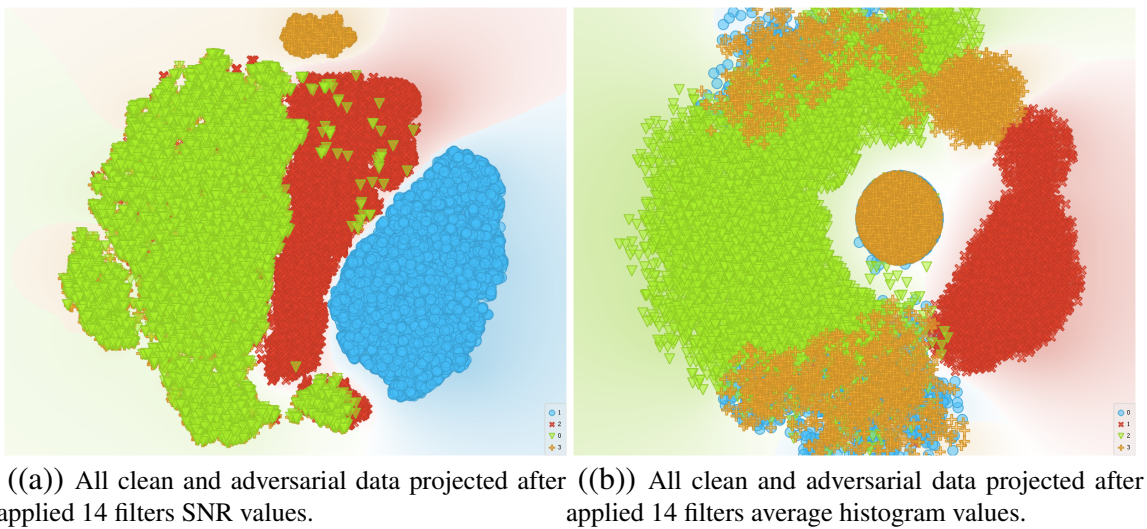 1
2
0
3
0
1
2
3
((a)) All clean and adversarial data projected after
applied 14 filters SNR values.
((b)) All clean and adversarial data projected after
applied 14 filters average histogram values.